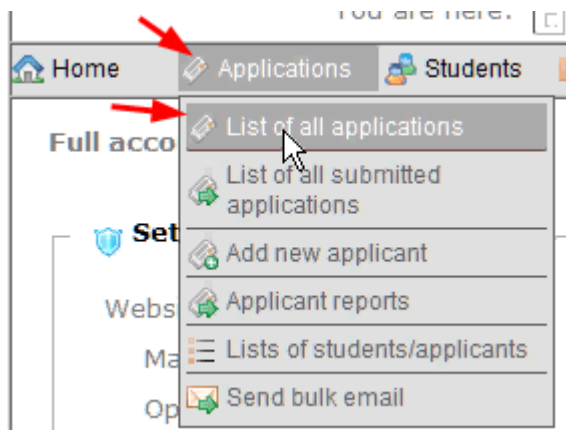 You are here:
Home Applications Students
Full acco
List of all applications
List of all submitted
applications
Set
Add new applicant
Webs
Applicant reports
Ma
Lists of students/applicants
Op
Send bulk email